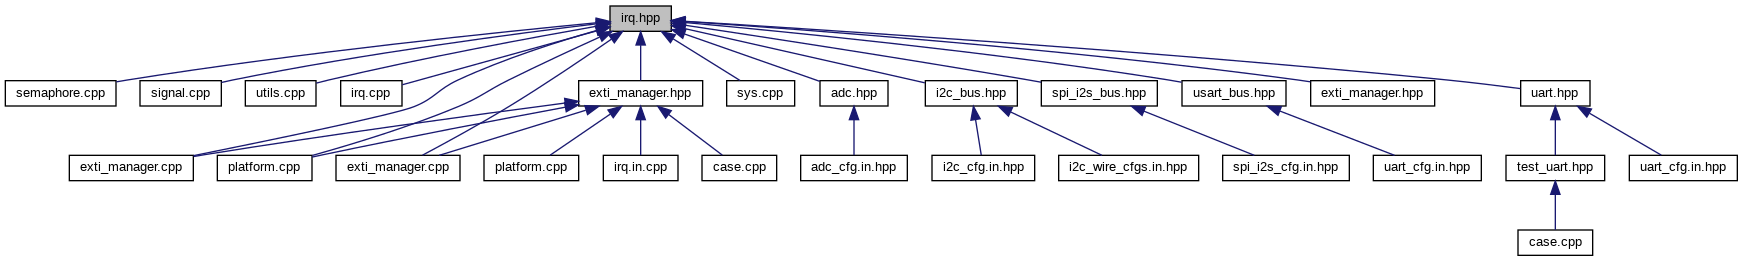 irq.hpp
semaphore.cpp
signal.cpp
utils.cpp
irq.cpp
exti_manager.hpp
sys.cpp
adc.hpp
i2c_bus.hpp
spi_i2s_bus.hpp
usart_bus.hpp
exti_manager.hpp
uart.hpp
exti_manager.cpp
platform.cpp
exti_manager.cpp
platform.cpp
irq.in.cpp
case.cpp
adc_cfg.in.hpp
i2c_cfg.in.hpp
i2c_wire_cfgs.in.hpp
spi_i2s_cfg.in.hpp
uart_cfg.in.hpp
test_uart.hpp
uart_cfg.in.hpp
case.cpp